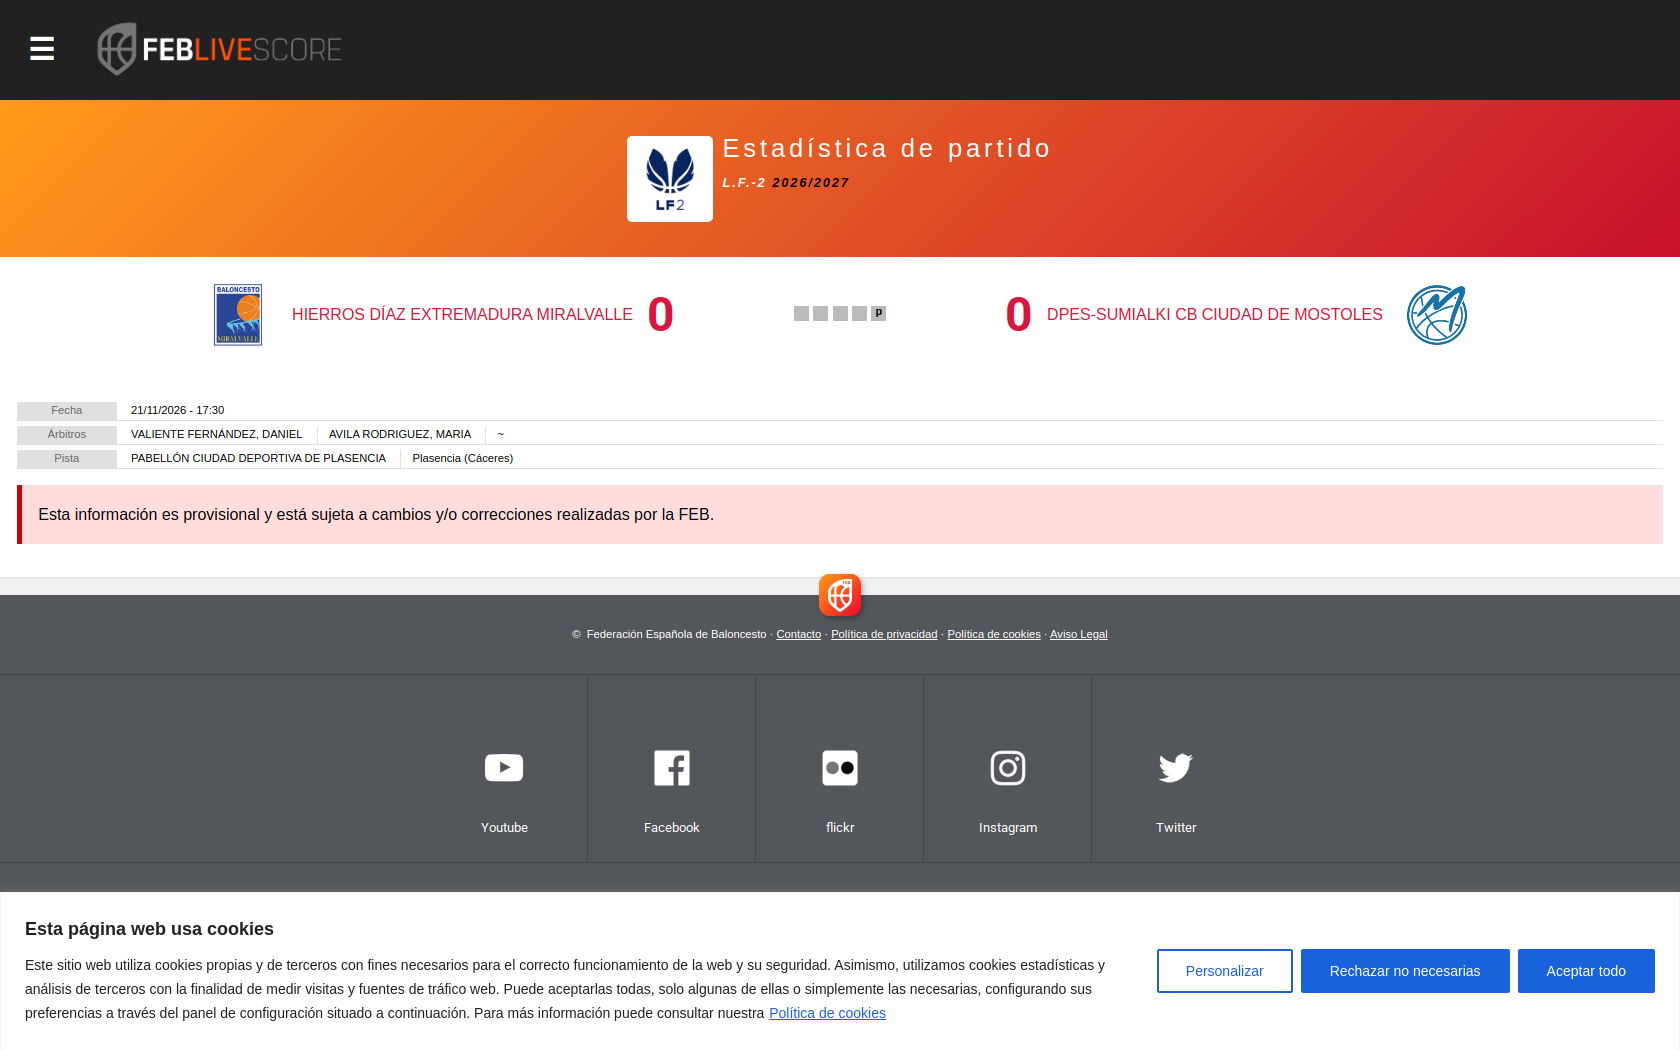 ☰ FEBLIVESCORE
Estadística de partido
L.F.-2 2026/2027
LF2
BALONCESTO
MIRALVALLE
HIERROS DÍAZ EXTREMADURA MIRALVALLE 0
p
0 DPES-SUMIALKI CB CIUDAD DE MOSTOLES
Fecha 21/11/2026 - 17:30
Árbitros VALIENTE FERNÁNDEZ, DANIEL AVILA RODRIGUEZ, MARIA ~
Pista PABELLÓN CIUDAD DEPORTIVA DE PLASENCIA Plasencia (Cáceres)
Esta información es provisional y está sujeta a cambios y/o correcciones realizadas por la FEB.
© Federación Española de Baloncesto · Contacto · Política de privacidad · Política de cookies · Aviso Legal
Youtube Facebook flickr Instagram Twitter
Esta página web usa cookies
Este sitio web utiliza cookies propias y de terceros con fines necesarios para el correcto funcionamiento de la web y su seguridad. Asimismo, utilizamos cookies estadísticas y
análisis de terceros con la finalidad de medir visitas y fuentes de tráfico web. Puede aceptarlas todas, solo algunas de ellas o simplemente las necesarias, configurando sus
preferencias a través del panel de configuración situado a continuación. Para más información puede consultar nuestra Política de cookies
Personalizar Rechazar no necesarias Aceptar todo